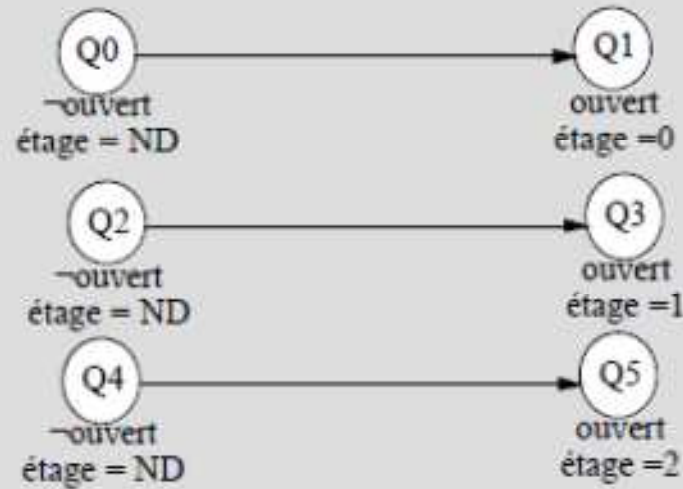 Q0 Q1
¬ouvert ouvert
étage = ND étage =0
Q2 Q3
¬ouvert ouvert
étage = ND étage =1
Q4 Q5
¬ouvert ouvert
étage = ND étage =2